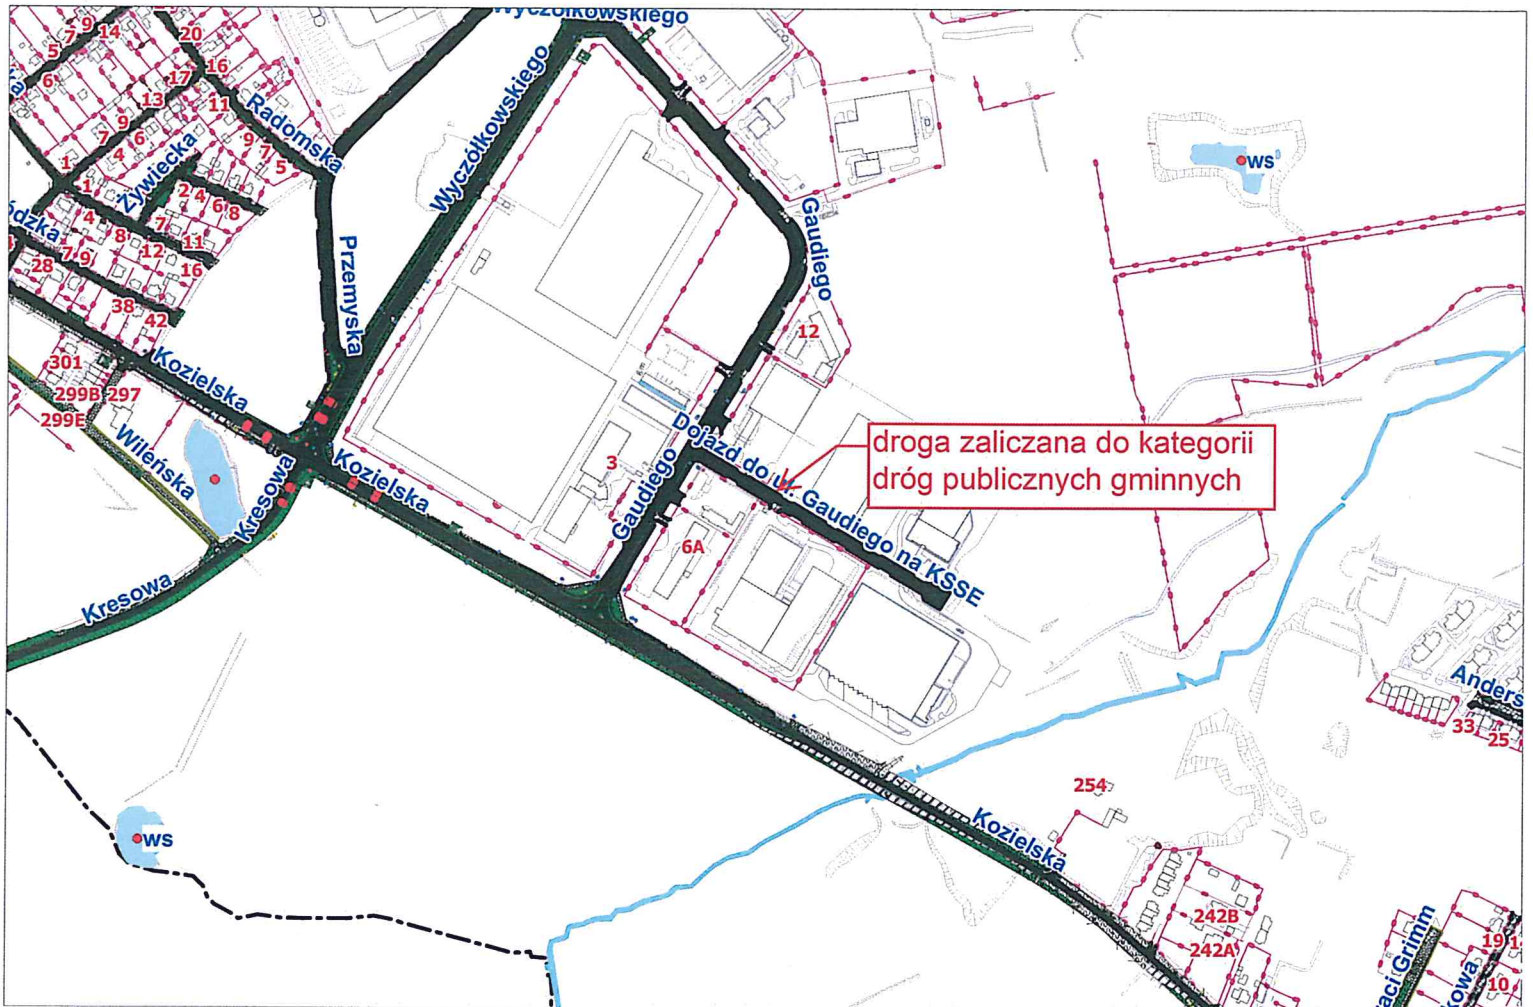 Wyczółkowskiego
9
7
14
5
6
20
16
17
13
11
9
7
6
4
1
Radomska
9
7
5
Wyczółkowskiego
ws
1
Żywiecka
2
4
6
8
4
8
7
12
11
16
ódzka
7
9
28
38
42
Przemyska
Gaudiego
12
301
299B
297
299E
Kozielska
Wileńska
Kresowa
Kozielska
3
Gaudiego
Dojazd do ul. Gaudiego na KSSE
droga zaliczana do kategorii
dróg publicznych gminnych
6A
Kresowa
Anders
33
25
254
ws
Kozielska
242B
242A
aci Grimm
19
10
kowa